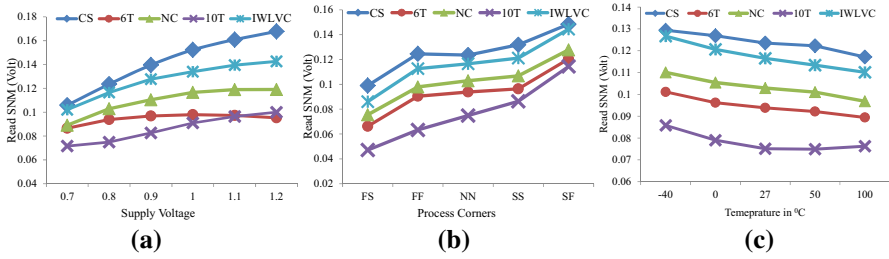 CS 6T NC 10T IWLVC
0.18
0.16
0.14
0.12
0.1
0.08
0.06
0.04
Read SNM (Volt)
0.7 0.8 0.9 1 1.1 1.2
Supply Voltage
(a)
CS 6T NC 10T IWLVC
0.16
0.14
0.12
0.1
0.08
0.06
0.04
0.02
Read SNM (Volt)
FS FF NN SS SF
Process Corners
(b)
CS 6T NC 10T IWLVC
0.14
0.13
0.12
0.11
0.1
0.09
0.08
0.07
0.06
Read SNM (Volt)
-40 0 27 50 100
Temeprature in ⁰C
(c)